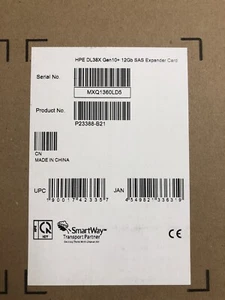 HPE DL38X Gen10+ 12Gb SAS Expander Card
Serial No.
MXQ1360LD5
Product No.
P23388-B21
CN
MADE IN CHINA
UPC
JAN
SmartWay
Transport Partner
CE